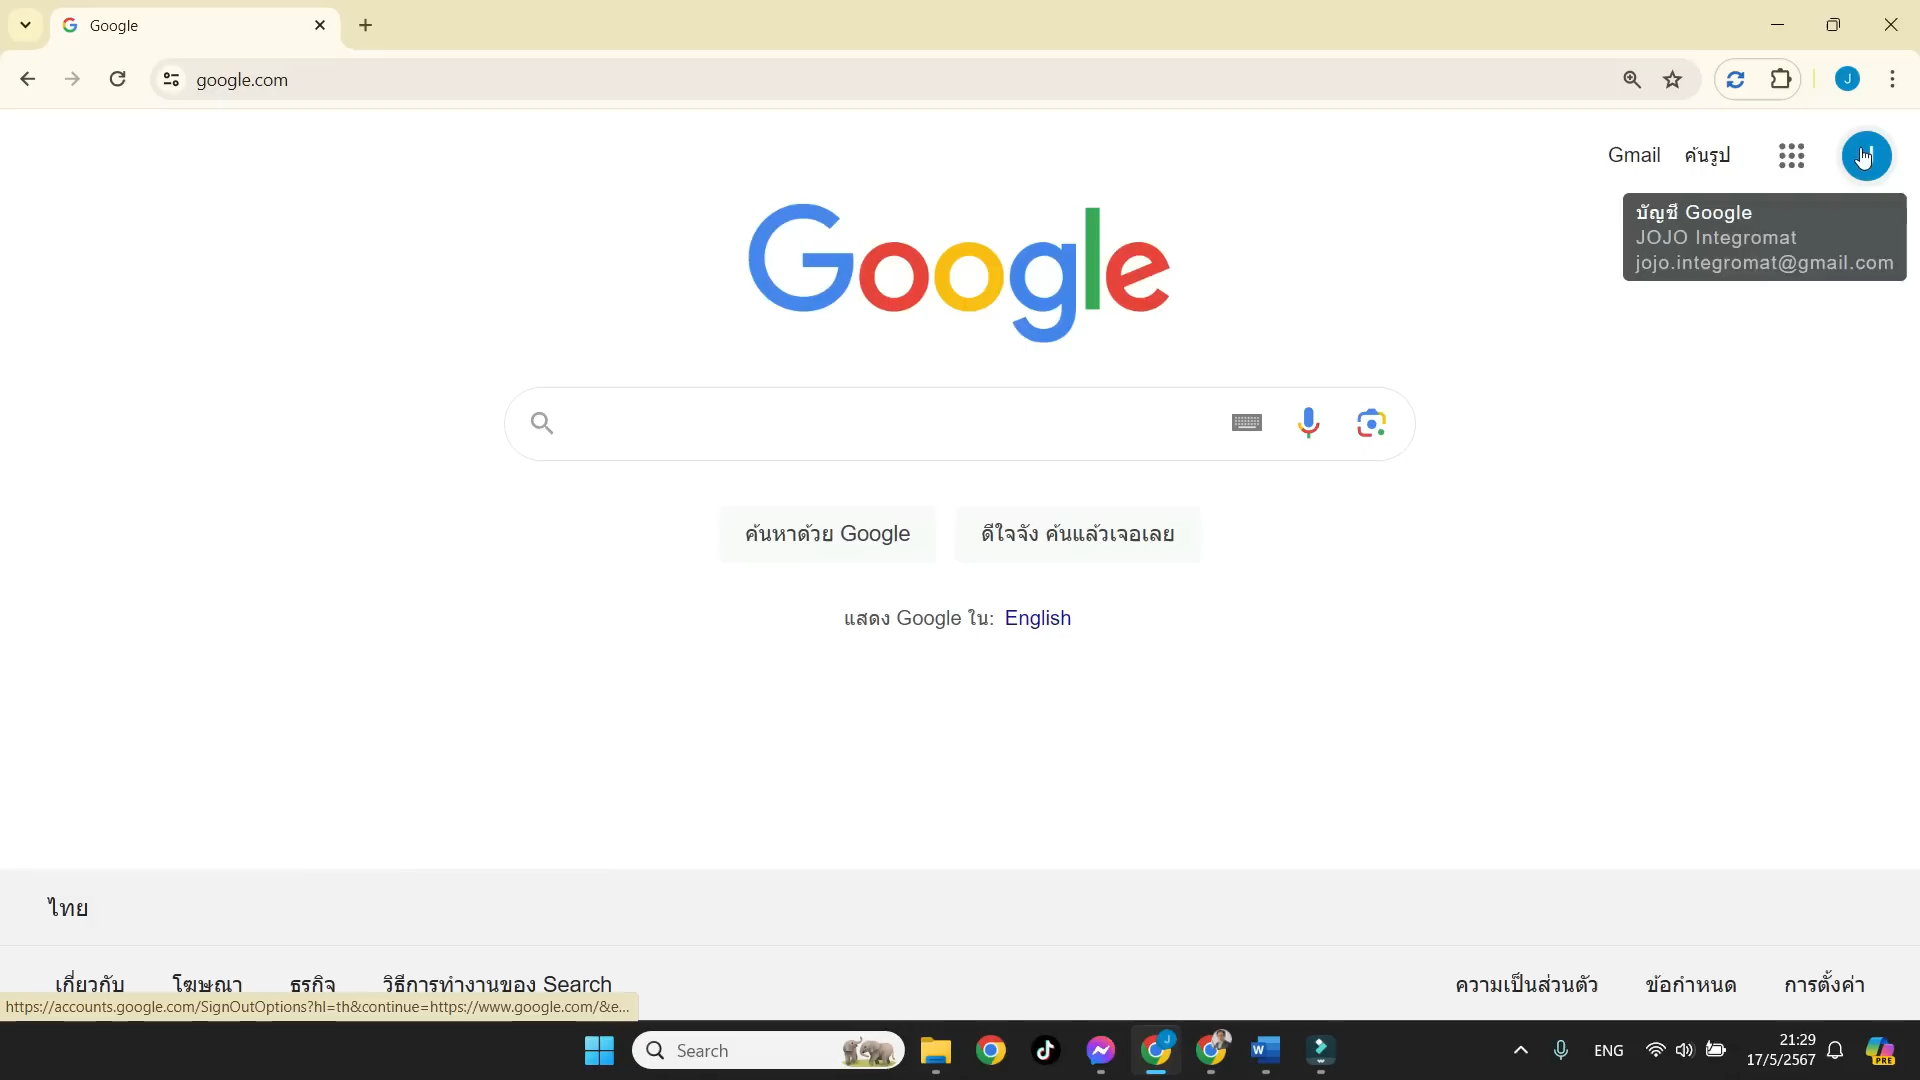 Google
google.com
J
Gmail ค้นรูป
บัญชี Google
JOJO Integromat
jojo.integromat@gmail.com
Google
ค้นหาด้วย Google ดีใจจัง ค้นแล้วเจอเลย
แสดง Google ใน: English
ไทย
เกี่ยวกับ โฆษณา ธุรกิจ วิธีการทำงานของ Search ความเป็นส่วนตัว ข้อกำหนด การตั้งค่า
https://accounts.google.com/SignOutOptions?hl=th&continue=https://www.google.com/&e...
Search
J
W
ENG
21:29
17/5/2567
PRE